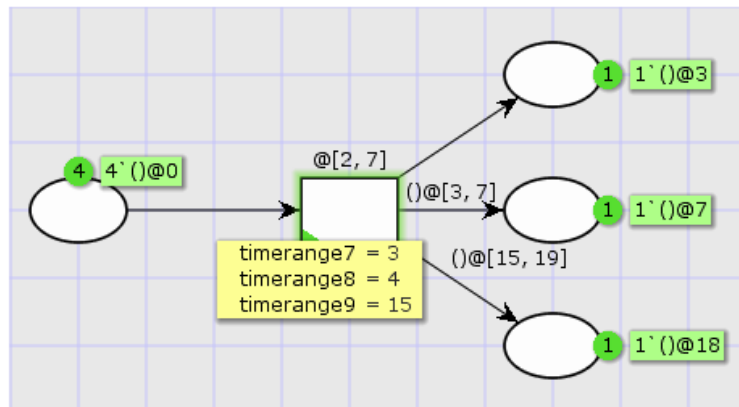 1 1`()@3
4 4`()@0
@[2, 7]
()@[3, 7]
1 1`()@7
timerange7 = 3
timerange8 = 4
timerange9 = 15
()@[15, 19]
1 1`()@18